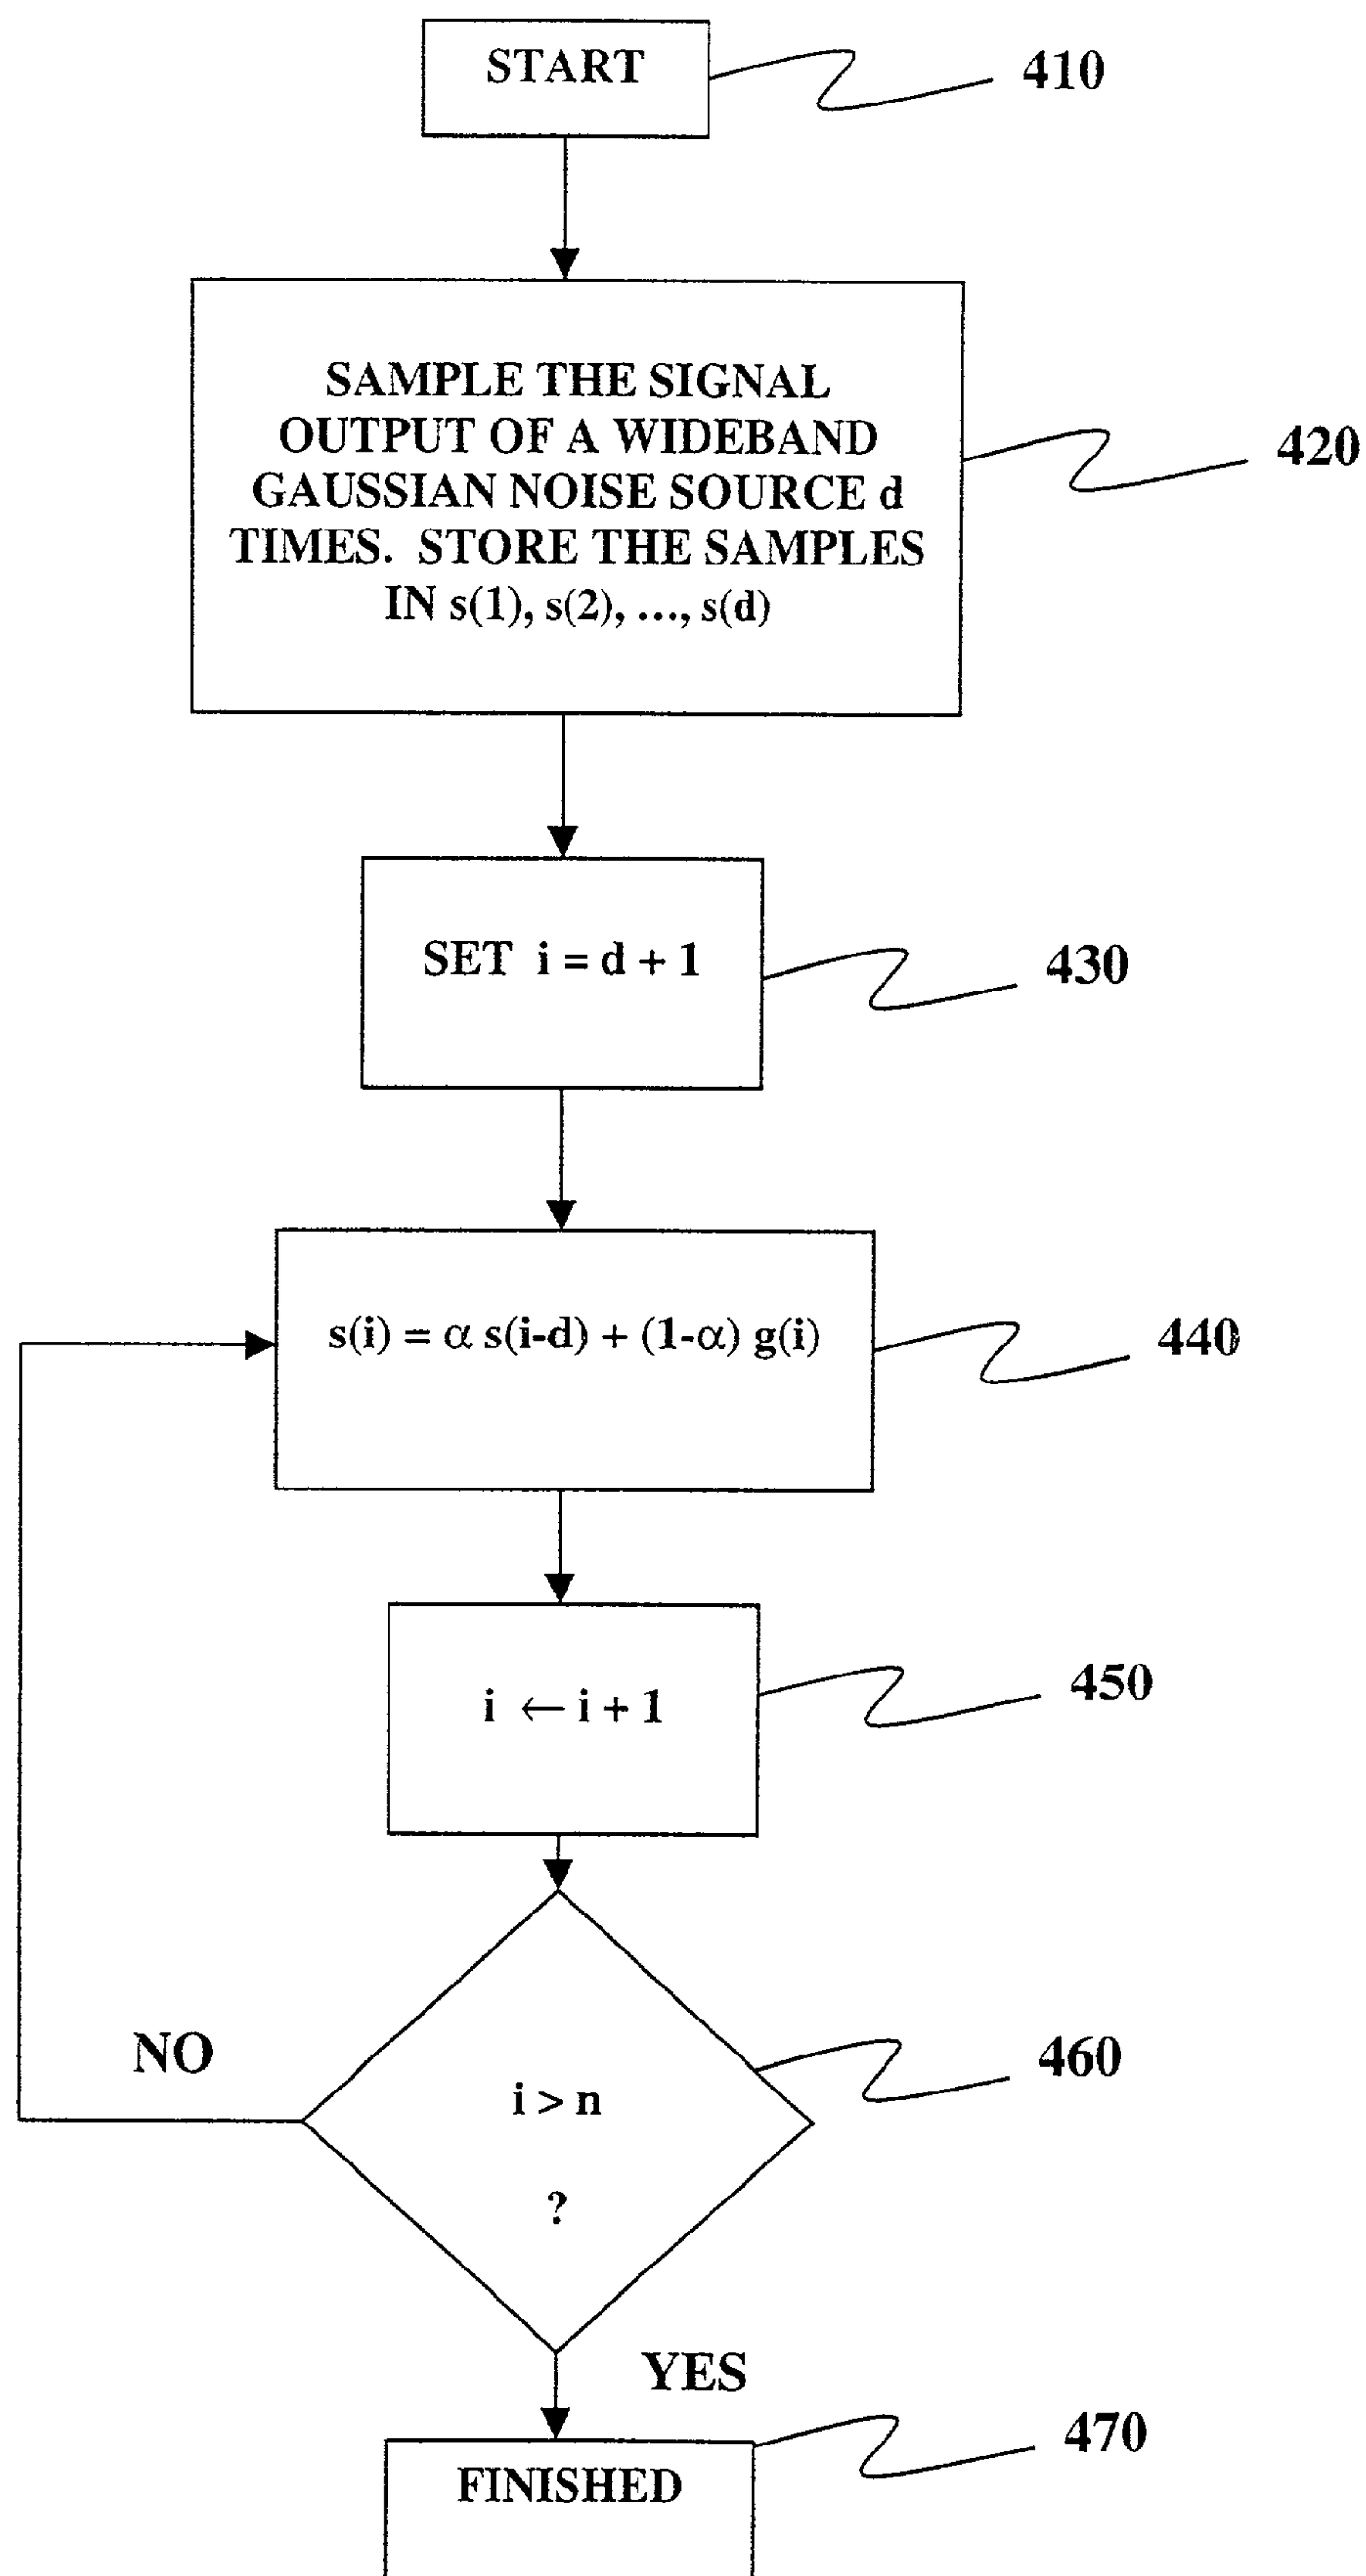 START
410
SAMPLE THE SIGNAL
OUTPUT OF A WIDEBAND
GAUSSIAN NOISE SOURCE d
TIMES. STORE THE SAMPLES
IN s(1), s(2), ..., s(d)
420
SET i = d + 1
430
s(i) = α s(i-d) + (1-α) g(i)
440
i ← i + 1
450
NO
i > n
?
460
YES
470
FINISHED